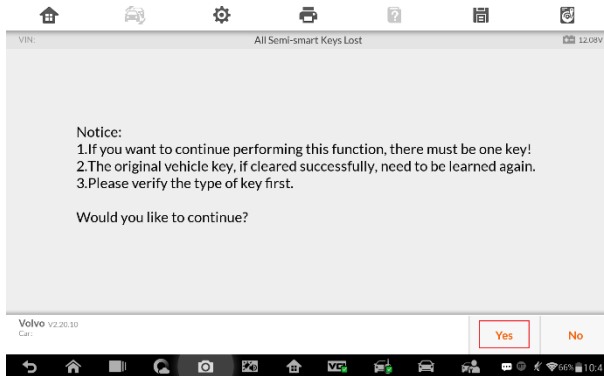 VIN:
All Semi-smart Keys Lost
12.08V
Notice:
1.If you want to continue performing this function, there must be one key!
2.The original vehicle key, if cleared successfully, need to be learned again.
3.Please verify the type of key first.
Would you like to continue?
Volvo V2.20.10
Car:
Yes
No
VCI
66%
10:4